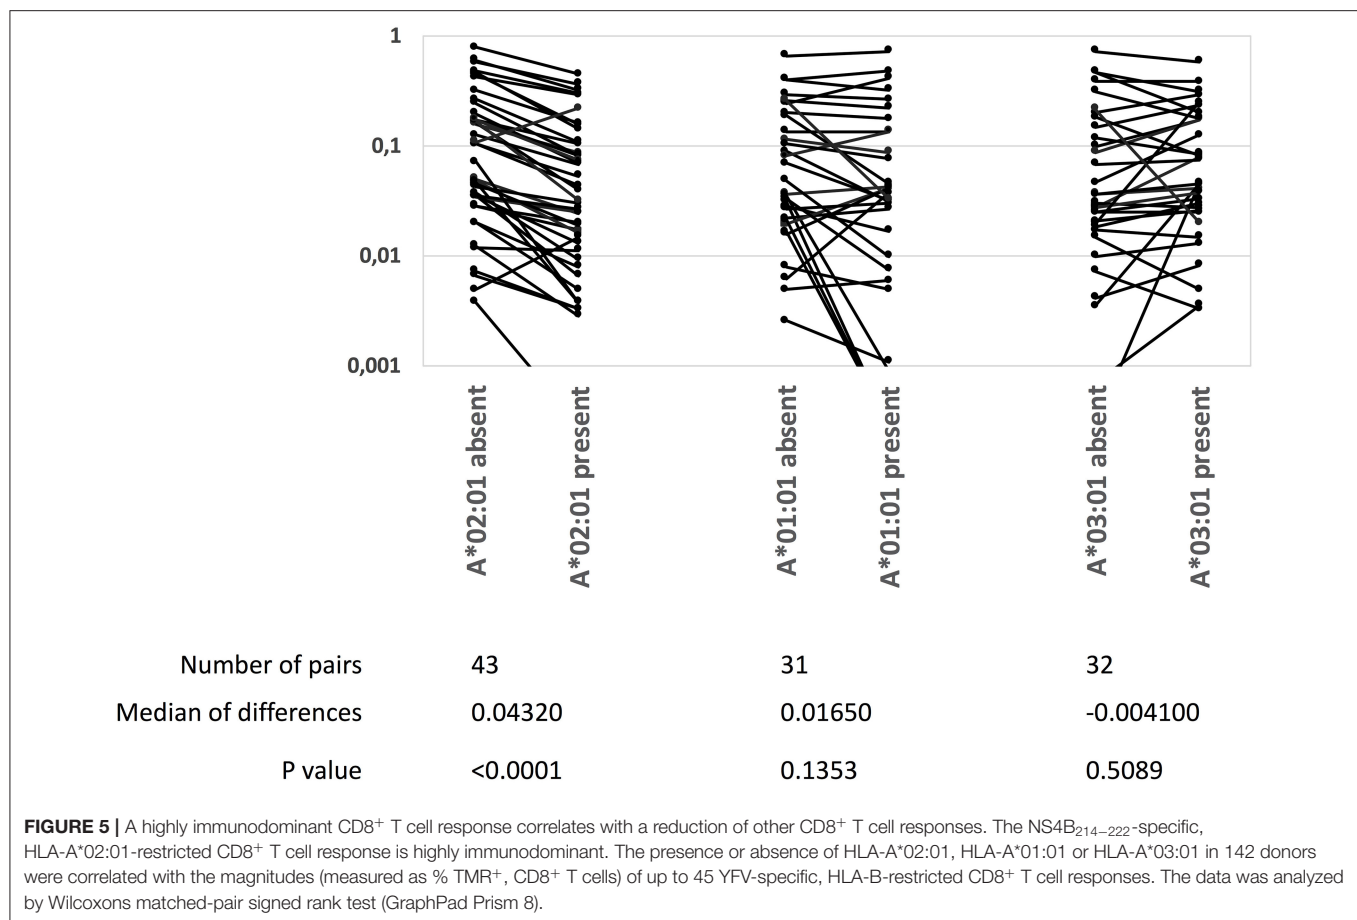 1
0,1
0,01
0,001
A*02:01 absent
A*02:01 present
A*01:01 absent
A*01:01 present
A*03:01 absent
A*03:01 present
Number of pairs 43 31 32
Median of differences 0.04320 0.01650 -0.004100
P value <0.0001 0.1353 0.5089
FIGURE 5 | A highly immunodominant CD8⁺ T cell response correlates with a reduction of other CD8⁺ T cell responses. The NS4B₂₁₄₋₂₂₂-specific,
HLA-A*02:01-restricted CD8⁺ T cell response is highly immunodominant. The presence or absence of HLA-A*02:01, HLA-A*01:01 or HLA-A*03:01 in 142 donors
were correlated with the magnitudes (measured as % TMR⁺, CD8⁺ T cells) of up to 45 YFV-specific, HLA-B-restricted CD8⁺ T cell responses. The data was analyzed
by Wilcoxons matched-pair signed rank test (GraphPad Prism 8).